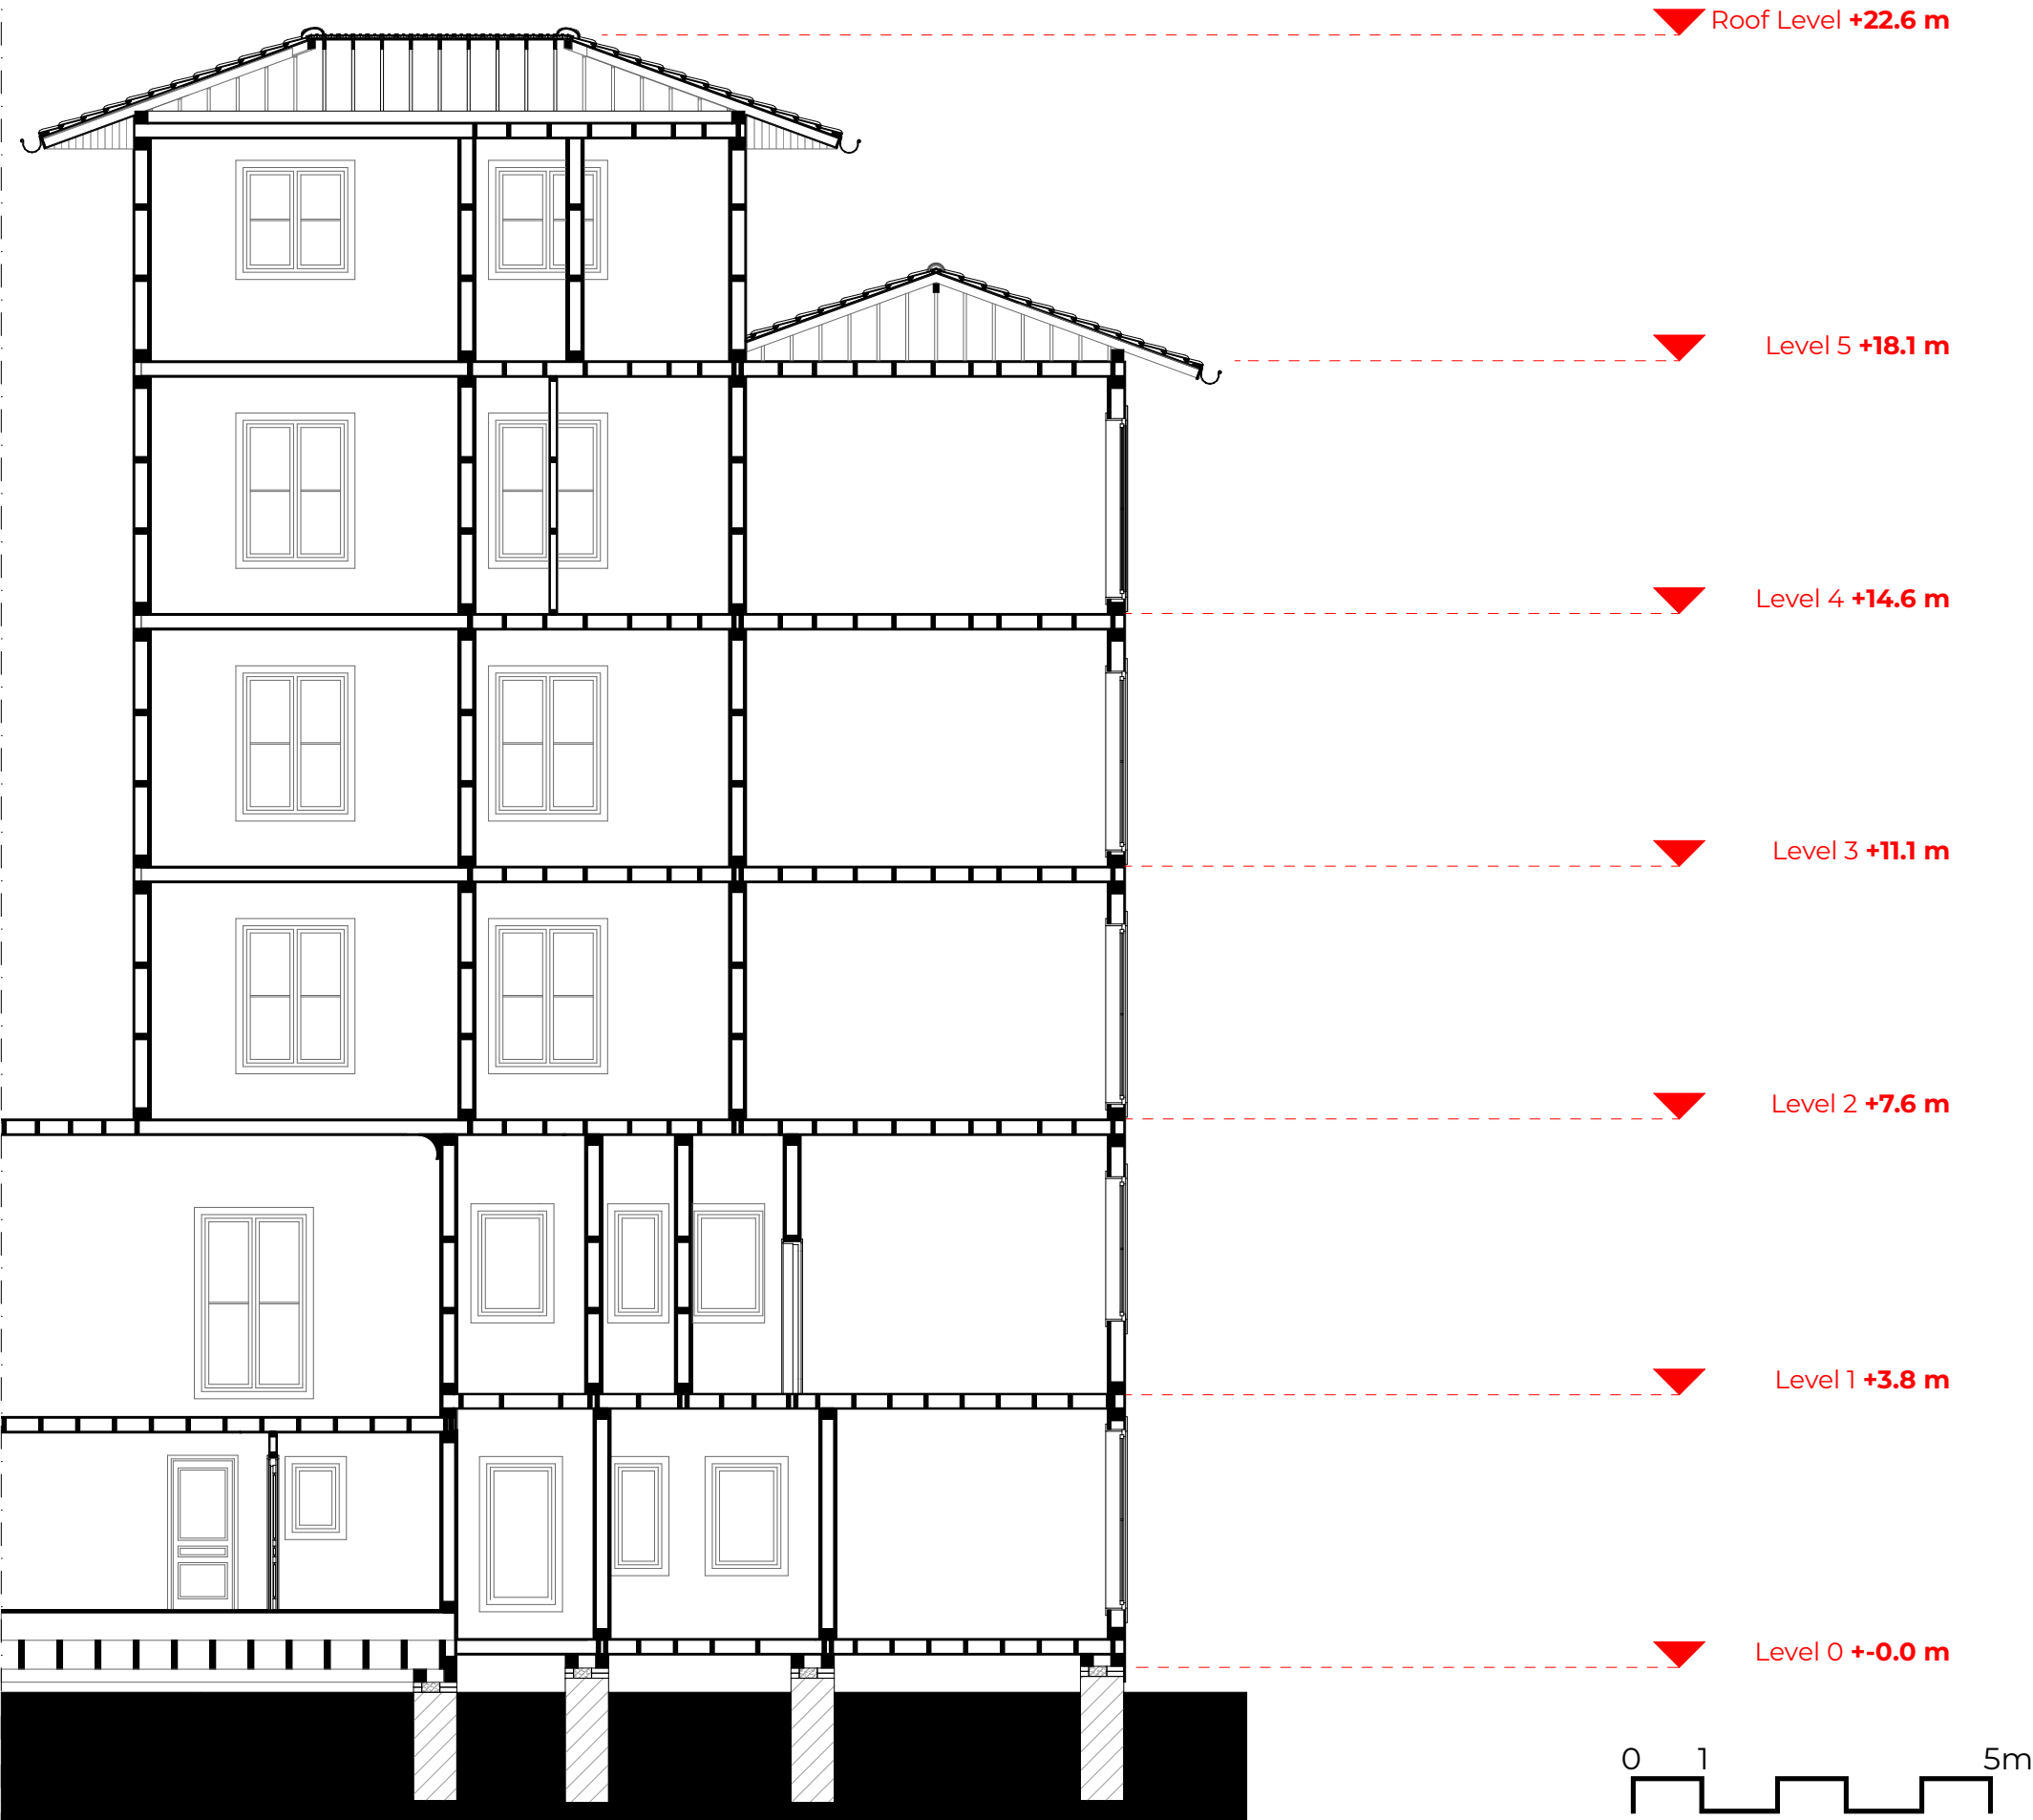 Roof Level +22.6 m
Level 5 +18.1 m
Level 4 +14.6 m
Level 3 +11.1 m
Level 2 +7.6 m
Level 1 +3.8 m
Level 0 +-0.0 m
0 1 5m